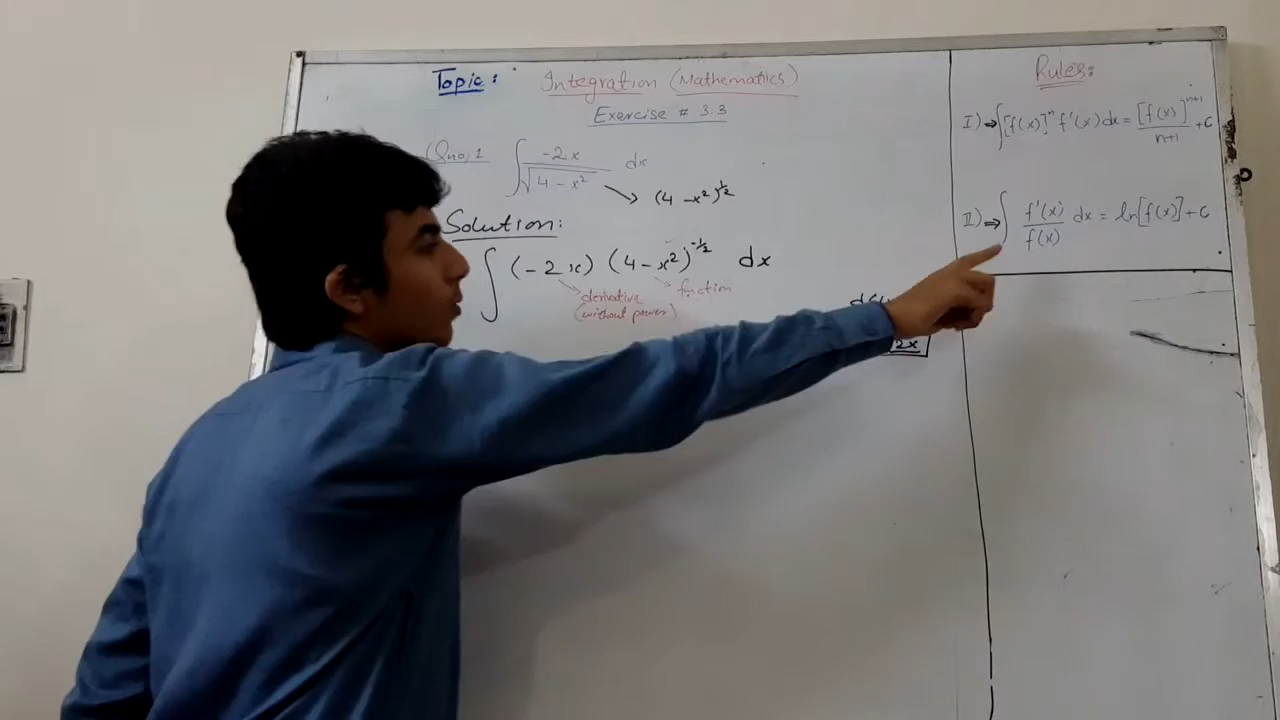 Topic: Integration (Mathematics)
Exercise # 3.3
Qno,1 ∫ -2x / √(4 - x²) dx
→ (4 - x²)^½
Solution:
∫ (-2x) (4 - x²)^-½ dx
derivative (without power)
function
2x
Rules:
I) ⇒ ∫[f(x)]ⁿ f'(x) dx = [f(x)]ⁿ⁺¹ / n+1 + c
II) ⇒ ∫ f'(x) / f(x) dx = ln[f(x)] + c